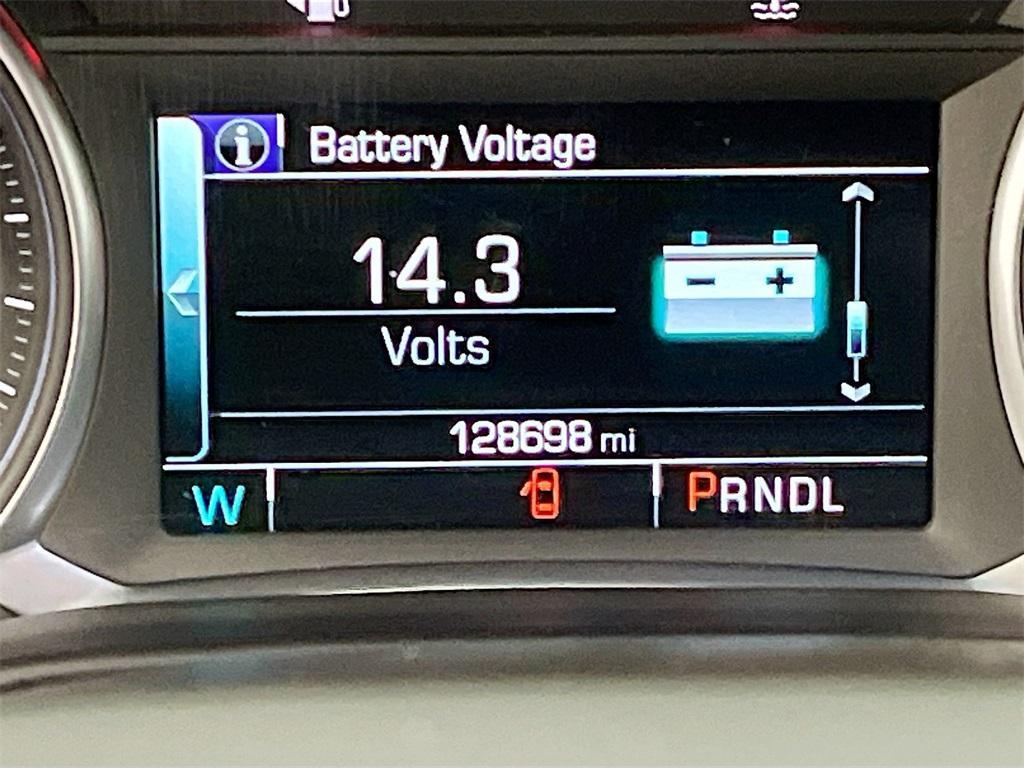 i Battery Voltage
14.3
Volts
- +
128698 mi
W PRNDL